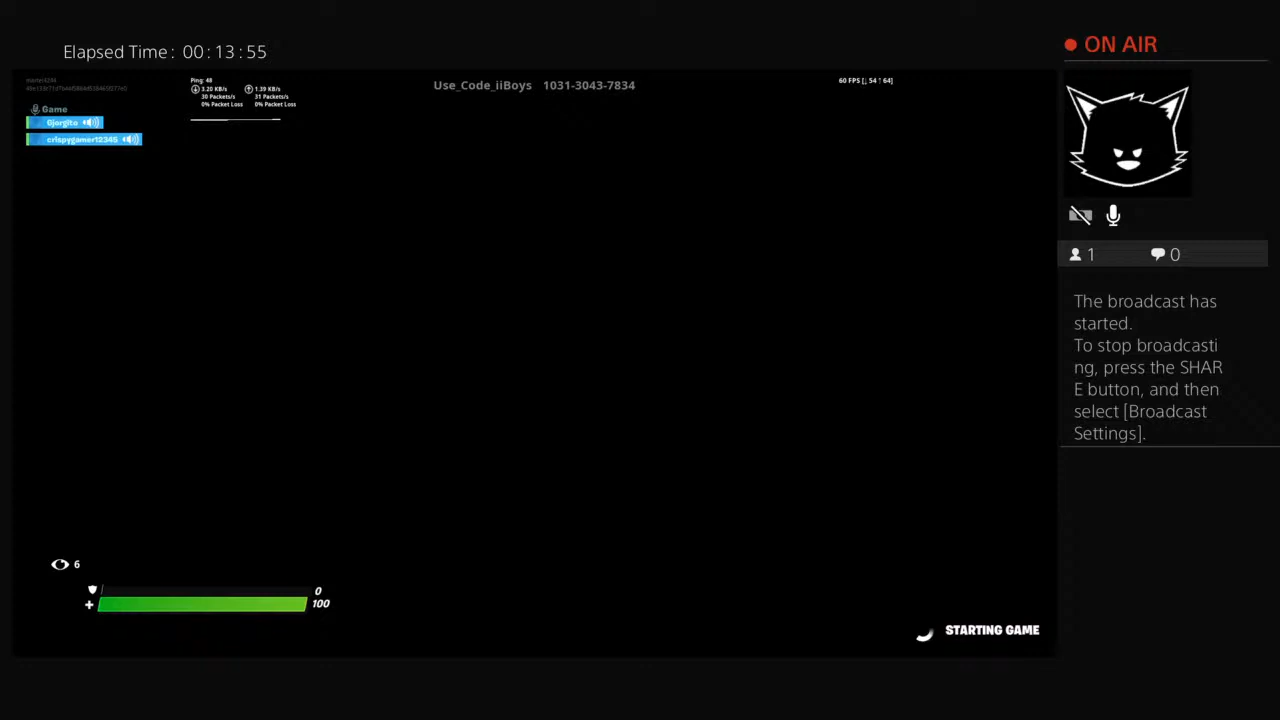 Elapsed Time: 00:13:55
ON AIR
Ping: 48
3.20 KB/s
1.39 KB/s
30 Packets/s
31 Packets/s
0% Packet Loss
0% Packet Loss
Use_Code_iiBoys 1031-3043-7834
60 FPS [↓ 54 ↑ 64]
Game
Gjorgito
crispygamer12345
1
0
The broadcast has
started.
To stop broadcasti
ng, press the SHAR
E button, and then
select [Broadcast
Settings].
6
0
100
STARTING GAME